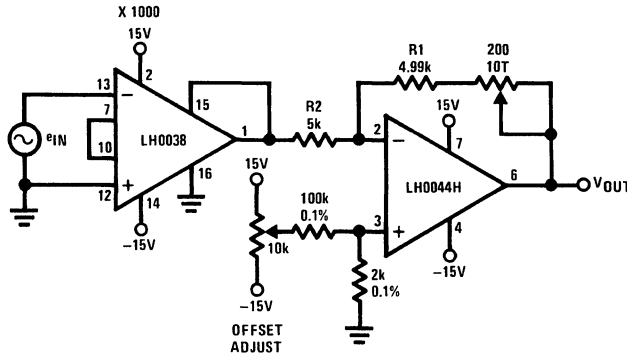 X 1000
15V
2
13
−
7
15
LH0038
1
10
+
12
14
16
−15V
eIN
R2
5k
R1
4.99k
200
10T
15V
7
2
−
LH0044H
6
VOUT
3
+
4
−15V
15V
100k
0.1%
10k
−15V
2k
0.1%
OFFSET
ADJUST